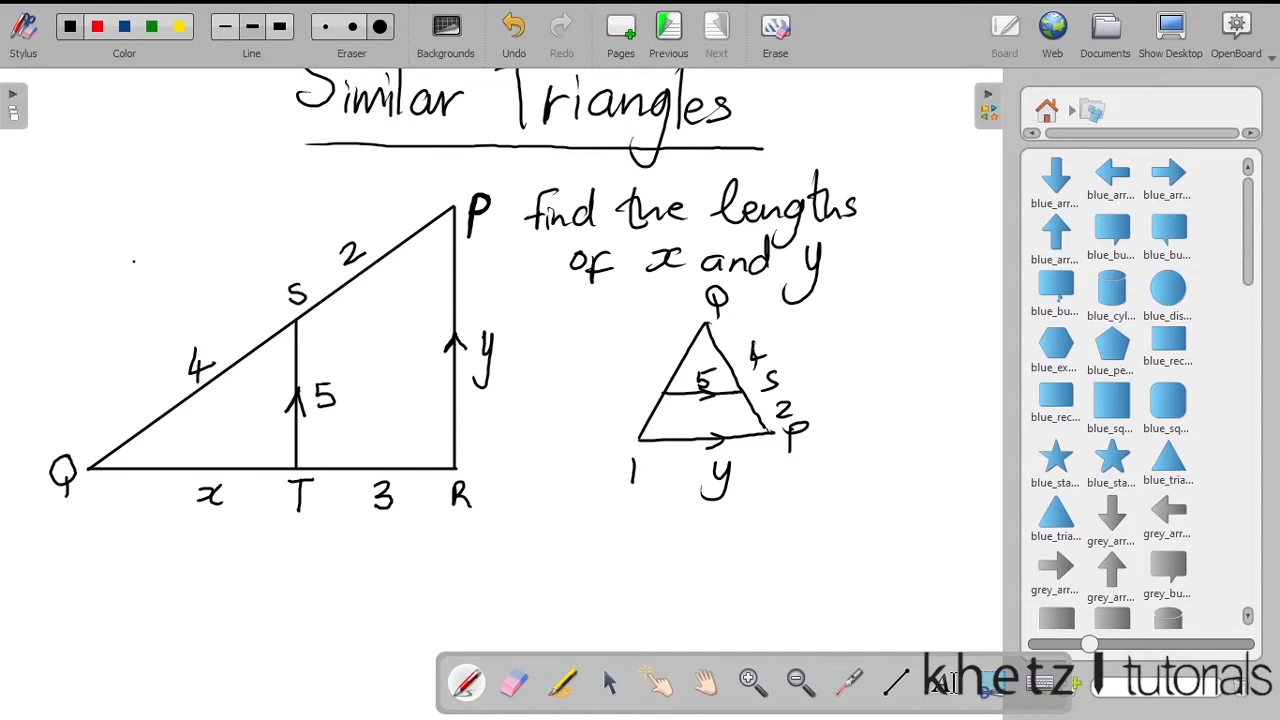 Stylus
Color
Line
Eraser
Backgrounds
Undo
Redo
Pages
Previous
Next
Erase
Board
Web
Documents
Show Desktop
OpenBoard
Similar Triangles
find the lengths
of x and y
P
2
S
4
5
y
Q
x T 3 R
Q
4
5
S
2
P
y
blue_arr... blue_arr... blue_arr...
blue_arr... blue_bu... blue_bu...
blue_bu... blue_cyl... blue_dis...
blue_ex... blue_pe... blue_rec...
blue_rec... blue_sq... blue_sq...
blue_sta... blue_sta... blue_tria...
blue_tria... grey_arr... grey_arr...
grey_arr... grey_arr... grey_bu...
khetz tutorials